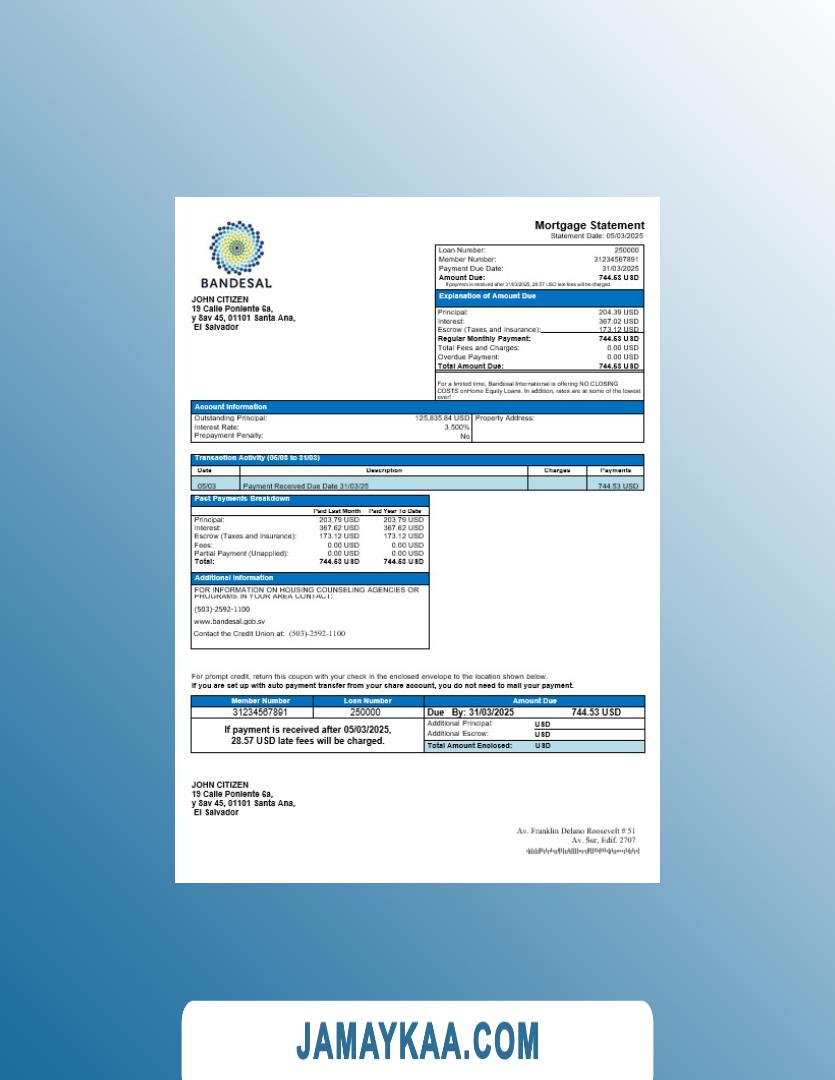 Mortgage Statement
Statement Date: 05/03/2025
BANDESAL
JOHN CITIZEN
19 Calle Poniente 6a,
y 8av 45, 01101 Santa Ana,
El Salvador
Loan Number: 250000
Member Number: 31234567891
Payment Due Date: 31/03/2025
Amount Due: 744.53 USD
If payment is received after 31/03/2025, 28.57 USD late fees will be charged.
Explanation of Amount Due
Principal: 204.39 USD
Interest: 367.02 USD
Escrow (Taxes and Insurance): 173.12 USD
Regular Monthly Payment: 744.53 USD
Total Fees and Charges: 0.00 USD
Overdue Payment: 0.00 USD
Total Amount Due: 744.53 USD
For a limited time, Bandesal International is offering NO CLOSING
COSTS onHome Equity Loans. In addition, rates are at some of the lowest
ever!
Account Information
Outstanding Principal: 125,835.84 USD Property Address:
Interest Rate: 3.500%
Prepayment Penalty: No
Transaction Activity (05/03 to 31/03)
Date Description Charges Payments
05/03 Payment Received Due Date 31/03/25 744.53 USD
Past Payments Breakdown
Paid Last Month Paid Year To Date
Principal: 203.79 USD 203.79 USD
Interest: 367.62 USD 367.62 USD
Escrow (Taxes and Insurance): 173.12 USD 173.12 USD
Fees: 0.00 USD 0.00 USD
Partial Payment (Unapplied): 0.00 USD 0.00 USD
Total: 744.53 USD 744.53 USD
Additional Information
FOR INFORMATION ON HOUSING COUNSELING AGENCIES OR
PROGRAMS IN YOUR AREA CONTACT:
(503)-2592-1100
www.bandesal.gob.sv
Contact the Credit Union at: (503)-2592-1100
For prompt credit, return this coupon with your check in the enclosed envelope to the location shown below.
If you are set up with auto payment transfer from your share account, you do not need to mail your payment.
Member Number Loan Number Amount Due
31234567891 250000 Due By: 31/03/2025 744.53 USD
If payment is received after 05/03/2025,
28.57 USD late fees will be charged.
Additional Principal: USD
Additional Escrow: USD
Total Amount Enclosed: USD
JOHN CITIZEN
19 Calle Poniente 6a,
y 8av 45, 01101 Santa Ana,
El Salvador
Av. Franklin Delano Roosevelt # 51
Av. Sur, Edif. 2707
JAMAYKAA.COM